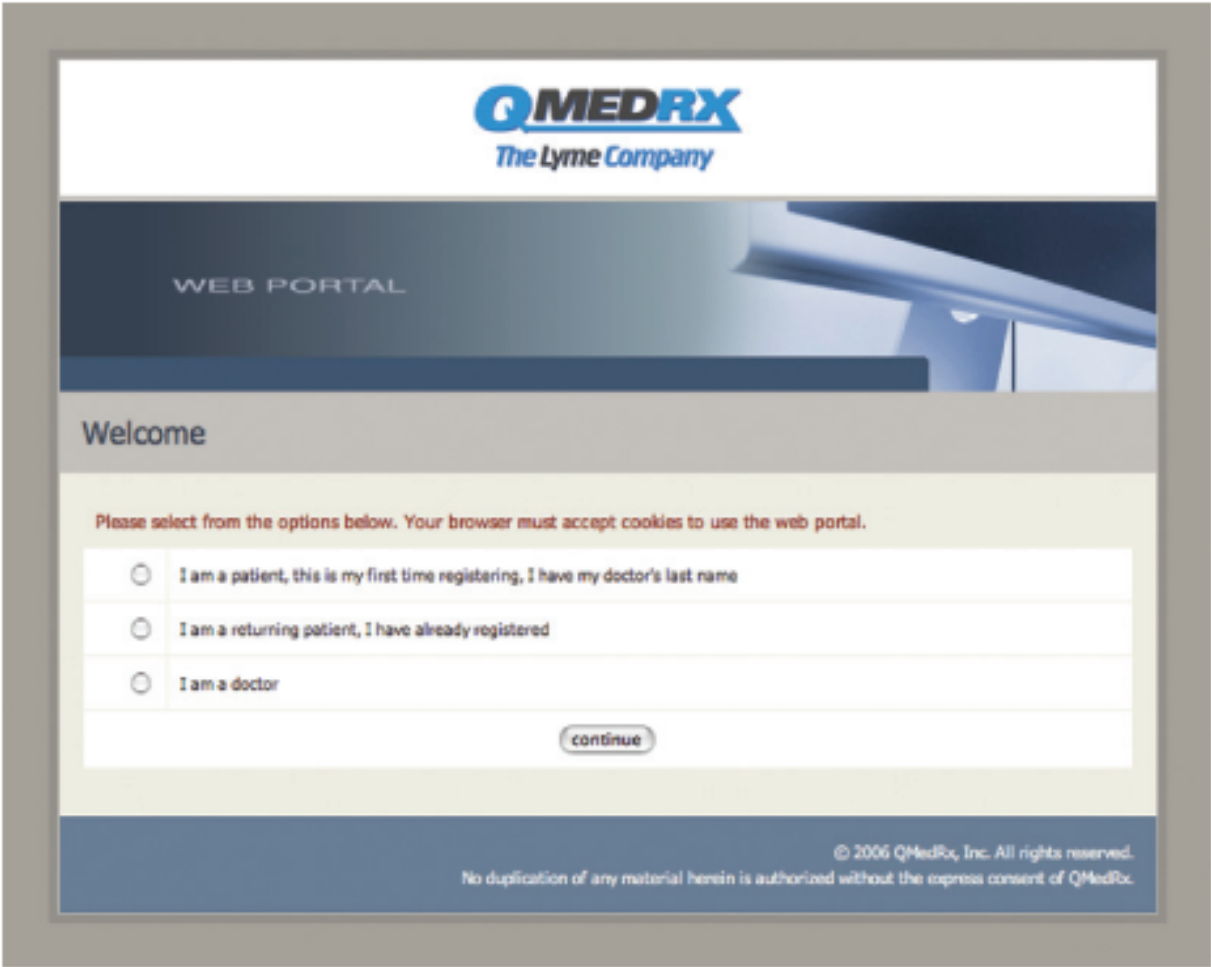 QMEDRX
The Lyme Company
WEB PORTAL
Welcome
Please select from the options below. Your browser must accept cookies to use the web portal.
I am a patient, this is my first time registering, I have my doctor's last name
I am a returning patient, I have already registered
I am a doctor
continue
© 2006 QMedRx, Inc. All rights reserved.
No duplication of any material herein is authorized without the express consent of QMedRx.